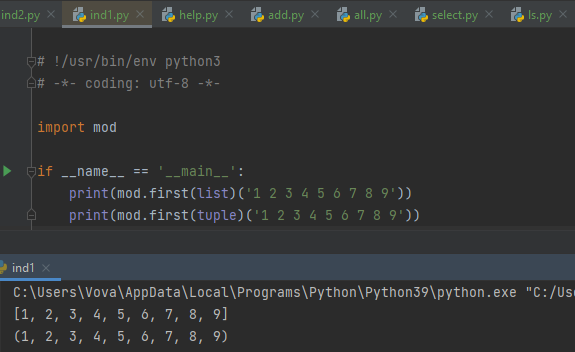 ind2.py × ind1.py × help.py × add.py × all.py × select.py × ls.py
# !/usr/bin/env python3
# -*- coding: utf-8 -*-
import mod
if __name__ == '__main__':
print(mod.first(list)('1 2 3 4 5 6 7 8 9'))
print(mod.first(tuple)('1 2 3 4 5 6 7 8 9'))
ind1 ×
C:\Users\Vova\AppData\Local\Programs\Python\Python39\python.exe "C:/Use
[1, 2, 3, 4, 5, 6, 7, 8, 9]
(1, 2, 3, 4, 5, 6, 7, 8, 9)